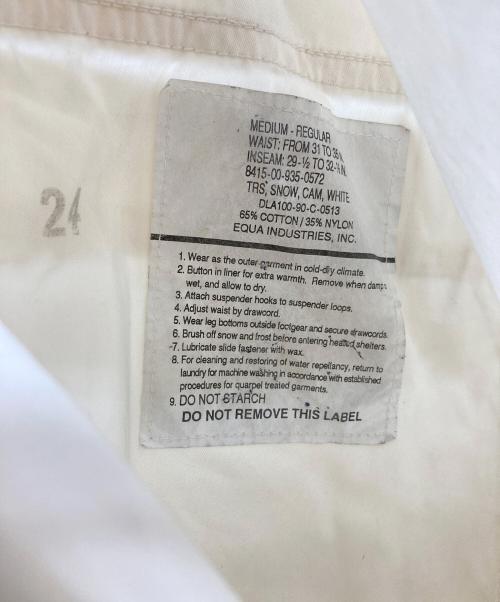 24
MEDIUM - REGULAR
WAIST: FROM 31 TO 35
INSEAM: 29-½ TO 32-½ IN.
8415-00-935-0572
TRS, SNOW, CAM, WHITE
DLA100-90-C-0513
65% COTTON / 35% NYLON
EQUA INDUSTRIES, INC.
1. Wear as the outer garment in cold-dry climate.
2. Button in liner for extra warmth. Remove when damp,
wet, and allow to dry.
3. Attach suspender hooks to suspender loops.
4. Adjust waist by drawcord.
5. Wear leg bottoms outside footgear and secure drawcords.
6. Brush off snow and frost before entering heated shelters.
7. Lubricate slide fastener with wax.
8. For cleaning and restoring of water repellancy, return to
laundry for machine washing in accordance with established
procedures for quarpel treated garments.
9. DO NOT STARCH
DO NOT REMOVE THIS LABEL